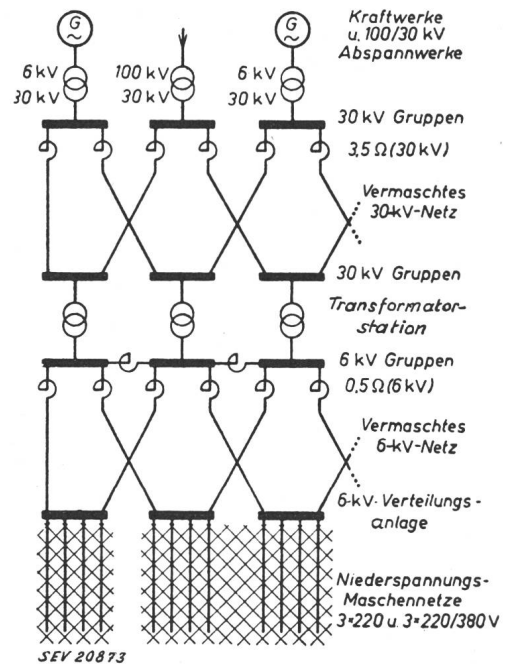 G
~
G
~
Kraftwerke
u. 100/30 kV
Abspannwerke
6 kV
30 kV
100 kV
30 kV
6 kV
30 kV
30 kV Gruppen
3,5 Ω (30 kV)
Vermaschtes
30-kV-Netz
30 kV Gruppen
Transformator-
station
6 kV Gruppen
0,5 Ω (6 kV)
Vermaschtes
6-kV-Netz
6-kV-Verteilungs-
anlage
Niederspannungs-
Maschennetze
3×220 u. 3×220/380 V
SEV 20873